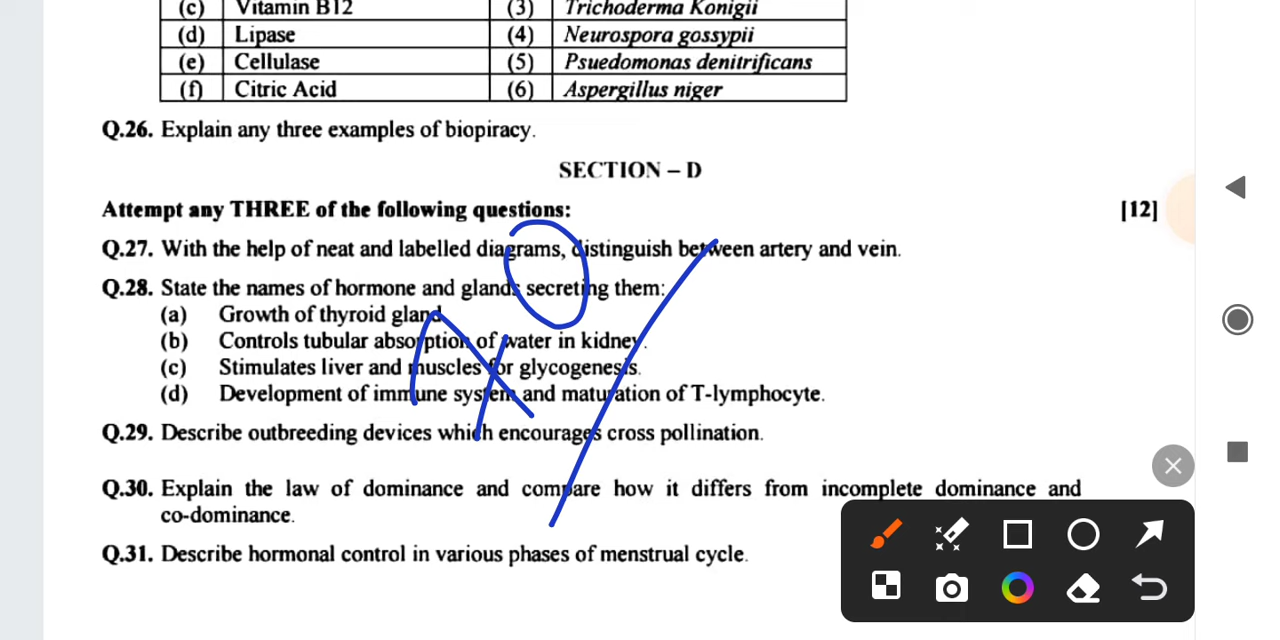 (c) Vitamin B12 (3) Trichoderma Konigii
(d) Lipase (4) Neurospora gossypii
(e) Cellulase (5) Psuedomonas denitrificans
(f) Citric Acid (6) Aspergillus niger
Q.26. Explain any three examples of biopiracy.
SECTION – D
Attempt any THREE of the following questions: [12]
Q.27. With the help of neat and labelled diagrams, distinguish between artery and vein.
Q.28. State the names of hormone and glands secreting them:
(a) Growth of thyroid gland.
(b) Controls tubular absorption of water in kidney.
(c) Stimulates liver and muscles for glycogenesis.
(d) Development of immune system and maturation of T-lymphocyte.
Q.29. Describe outbreeding devices which encourages cross pollination.
Q.30. Explain the law of dominance and compare how it differs from incomplete dominance and
co-dominance.
Q.31. Describe hormonal control in various phases of menstrual cycle.